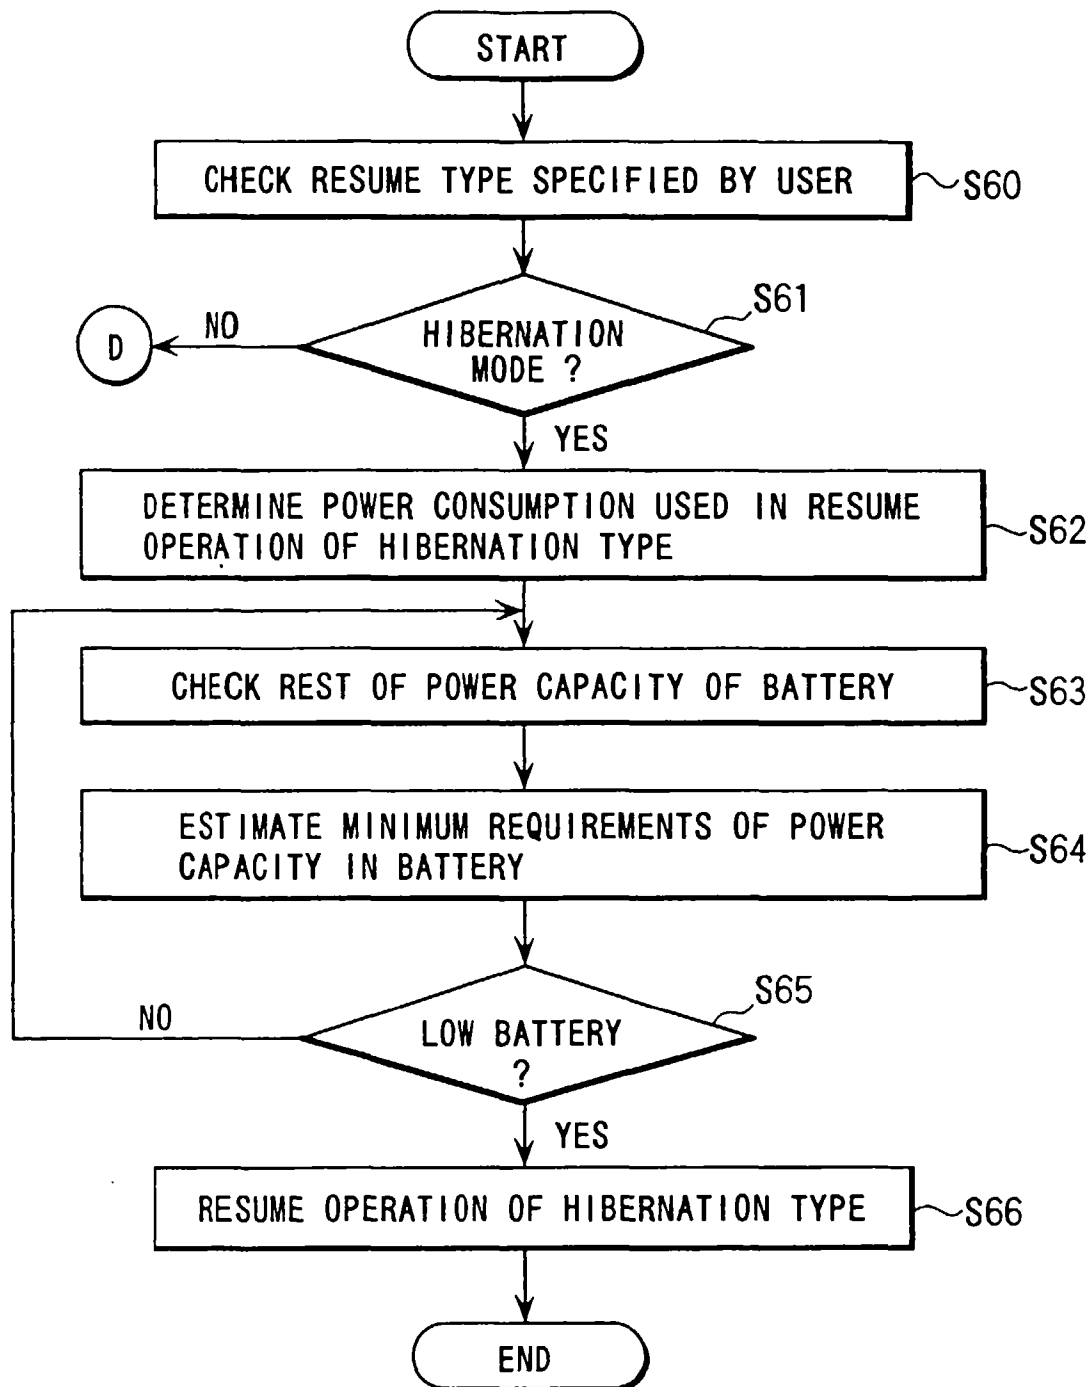 START
CHECK RESUME TYPE SPECIFIED BY USER
S60
S61
HIBERNATION
MODE ?
NO
D
YES
DETERMINE POWER CONSUMPTION USED IN RESUME
OPERATION OF HIBERNATION TYPE
S62
CHECK REST OF POWER CAPACITY OF BATTERY
S63
ESTIMATE MINIMUM REQUIREMENTS OF POWER
CAPACITY IN BATTERY
S64
S65
LOW BATTERY
?
NO
YES
RESUME OPERATION OF HIBERNATION TYPE
S66
END